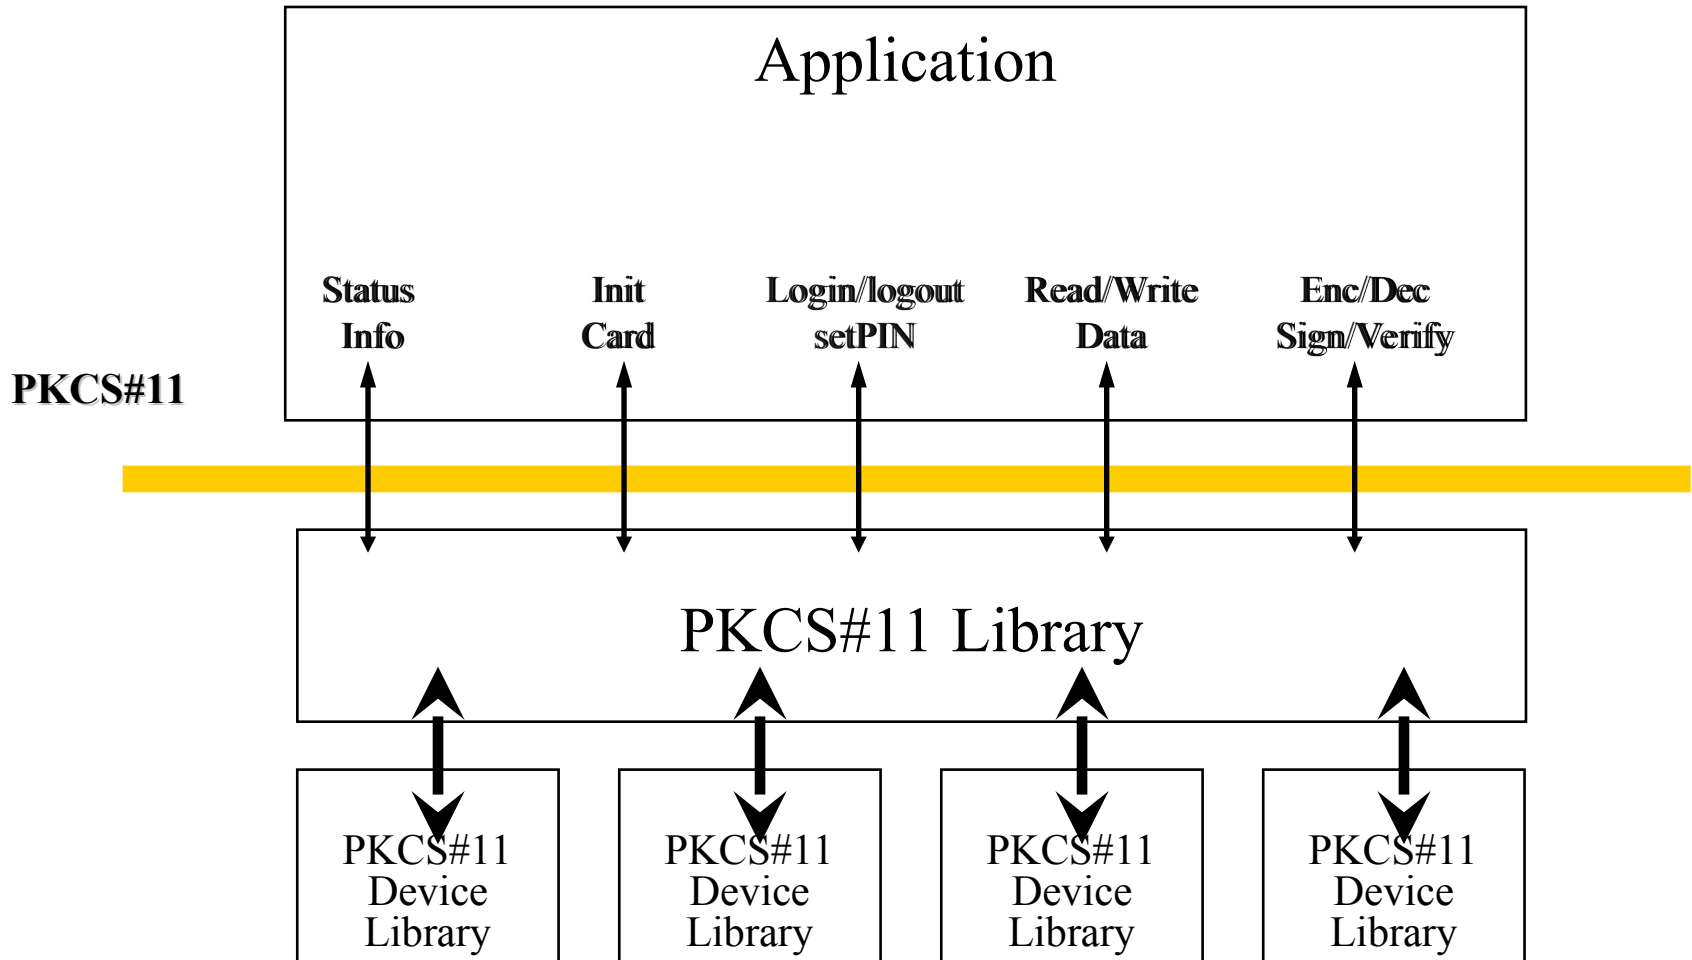 Application
Status
Info
Init
Card
Login/logout
setPIN
Read/Write
Data
Enc/Dec
Sign/Verify
PKCS#11
PKCS#11 Library
PKCS#11
Device
Library
PKCS#11
Device
Library
PKCS#11
Device
Library
PKCS#11
Device
Library